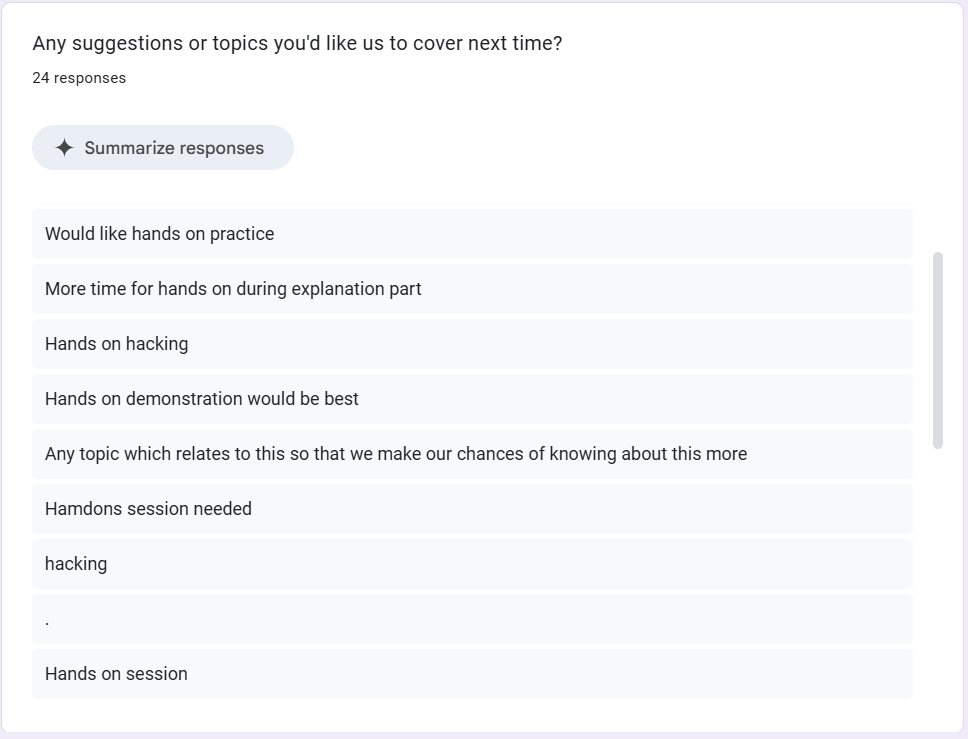 Any suggestions or topics you'd like us to cover next time?
24 responses
Summarize responses
Would like hands on practice
More time for hands on during explanation part
Hands on hacking
Hands on demonstration would be best
Any topic which relates to this so that we make our chances of knowing about this more
Hamdons session needed
hacking
.
Hands on session